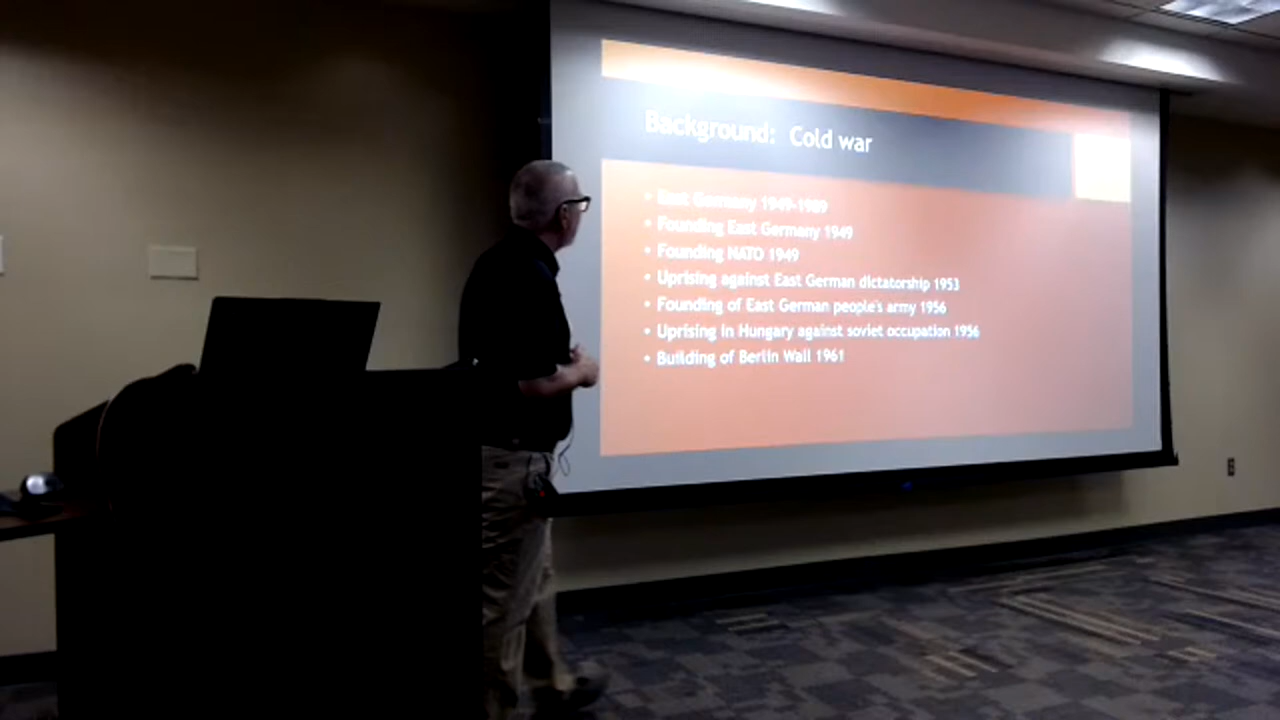 Background: Cold war
• East Germany 1949-1989
• Founding East Germany 1949
• Founding NATO 1949
• Uprising against East German dictatorship 1953
• Founding of East German people's army 1956
• Uprising in Hungary against soviet occupation 1956
• Building of Berlin Wall 1961